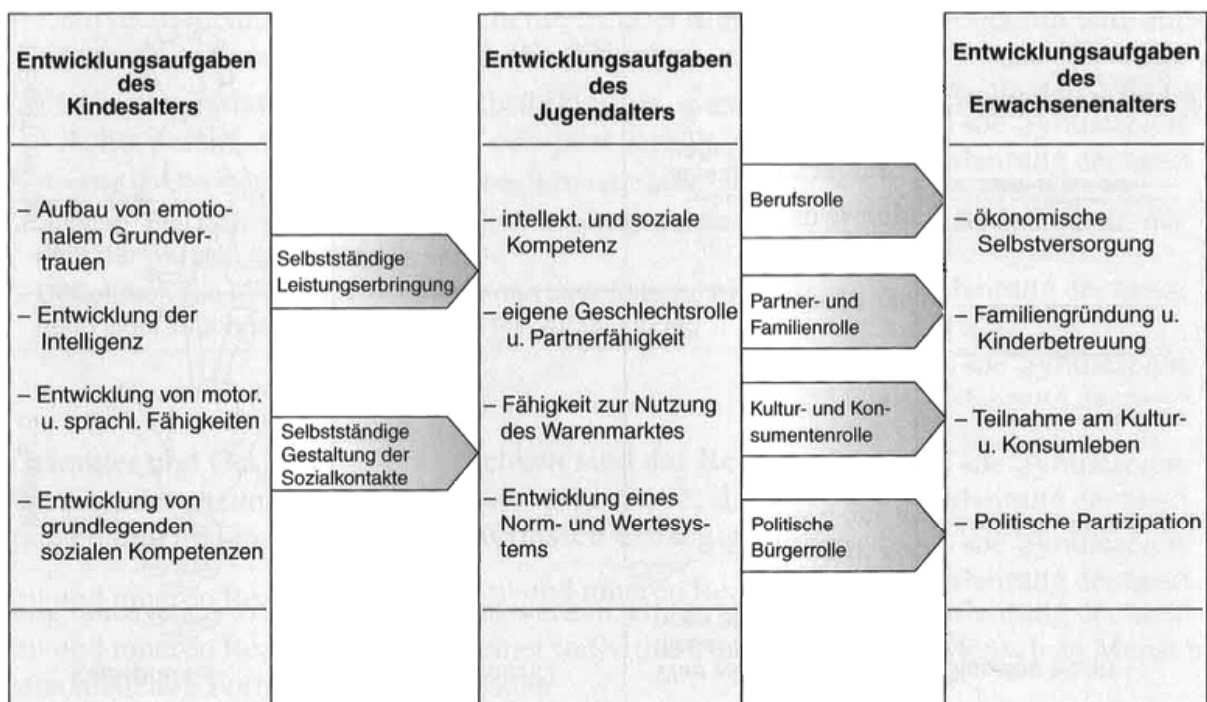 Entwicklungsaufgaben
des
Kindesalters
– Aufbau von emotio-
nalem Grundver-
trauen
– Entwicklung der
Intelligenz
– Entwicklung von motor.
u. sprachl. Fähigkeiten
– Entwicklung von
grundlegenden
sozialen Kompetenzen
Selbstständige
Leistungserbringung
Selbstständige
Gestaltung der
Sozialkontakte
Entwicklungsaufgaben
des
Jugendalters
– intellekt. und soziale
Kompetenz
– eigene Geschlechtsrolle
u. Partnerfähigkeit
– Fähigkeit zur Nutzung
des Warenmarktes
– Entwicklung eines
Norm- und Wertesys-
tems
Berufsrolle
Partner- und
Familienrolle
Kultur- und Kon-
sumentenrolle
Politische
Bürgerrolle
Entwicklungsaufgaben
des
Erwachsenenalters
– ökonomische
Selbstversorgung
– Familiengründung u.
Kinderbetreuung
– Teilnahme am Kultur-
u. Konsumleben
– Politische Partizipation